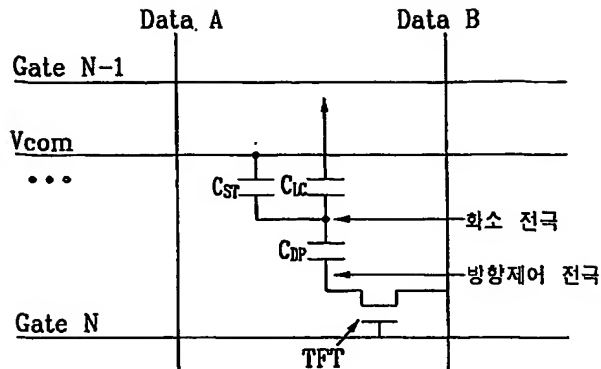 Data A Data B
Gate N-1
Vcom
CST CLC
화소 전극
CDP
방향제어 전극
Gate N
TFT